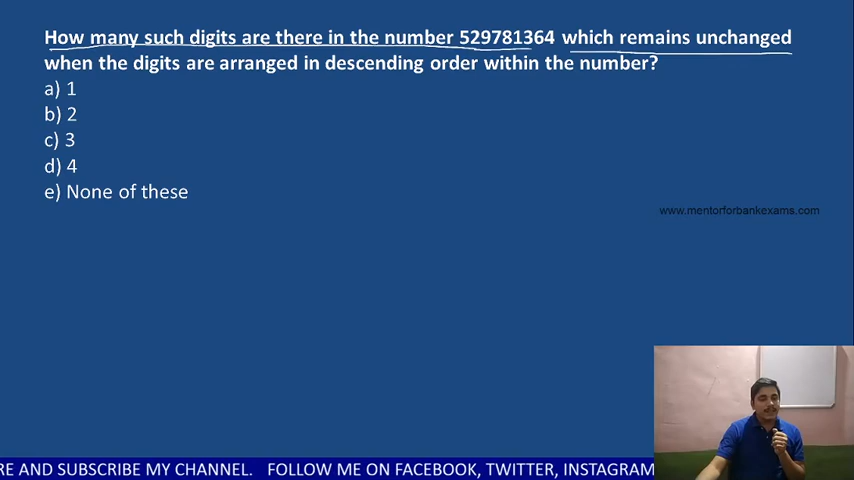 How many such digits are there in the number 529781364 which remains unchanged
when the digits are arranged in descending order within the number?
a) 1
b) 2
c) 3
d) 4
e) None of these
www.mentorforbankexams.com
RE AND SUBSCRIBE MY CHANNEL. FOLLOW ME ON FACEBOOK, TWITTER, INSTAGRAM